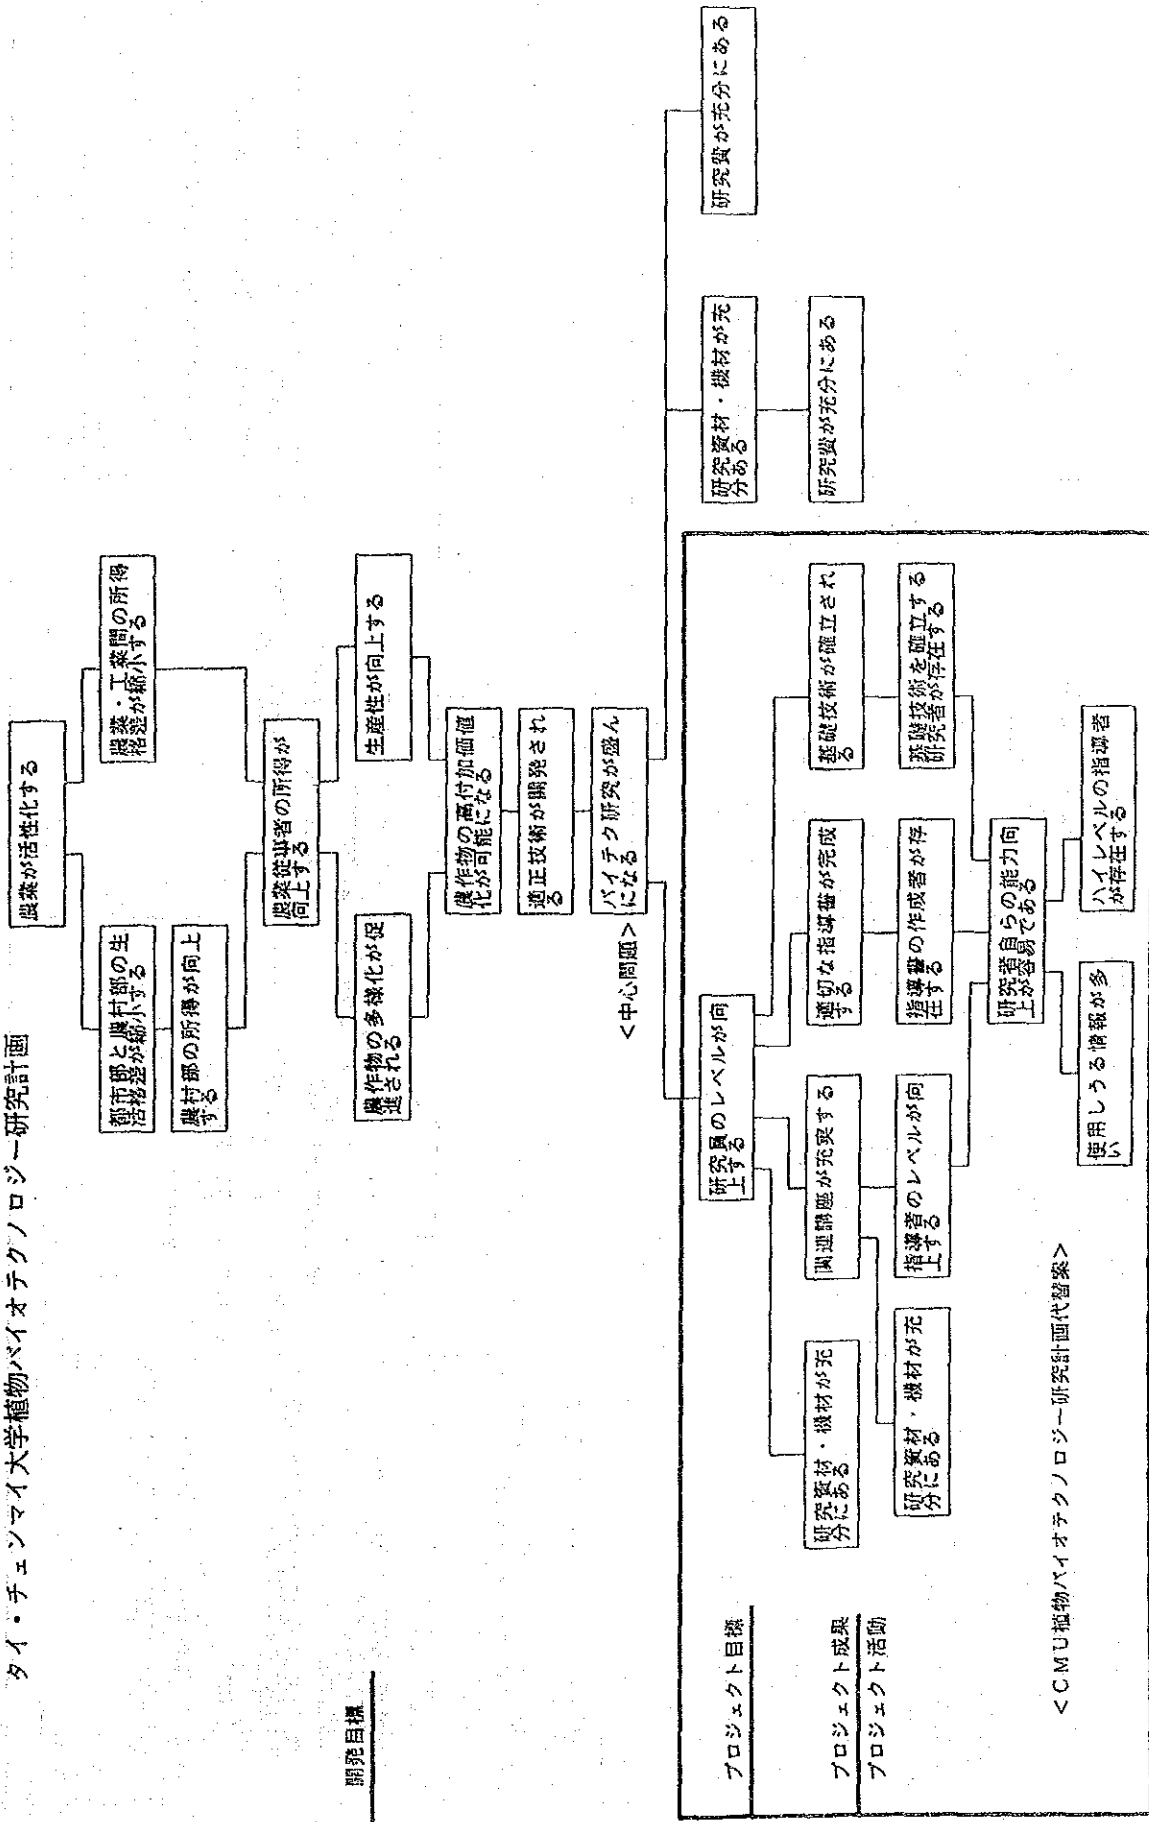 タイ・チェンマイ大学植物バイオテクノロジー研究計画
農業が活性化する
都市部と農村部の生
活格差が縮小する
農業・工業間の所得
格差が縮小する
農村部の所得が向上
する
農業従事者の所得が
向上する
開発目標
農作物の多様化が促
進される
生産性が向上する
農作物の高付加価値
化が可能になる
適正技術が開発され
る
バイテク研究が盛ん
になる
<中心問題>
プロジェクト目標
研究員のレベルが向
上する
研究資材・機材が充
分ある
研究費が充分にある
プロジェクト成果
研究資材・機材が充
分にある
関連講座が充実する
適切な指導書が完成
する
基礎技術が確立され
る
研究費が充分にある
プロジェクト活動
研究資材・機材が充
分にある
指導者のレベルが向
上する
指導書の作成者が存
在する
基礎技術を確立する
研究者が存在する
研究者自らの能力向
上が容易である
使用しうる情報が多
い
ハイレベルの指導者
が存在する
<CMU植物バイオテクノロジー研究計画代替案>